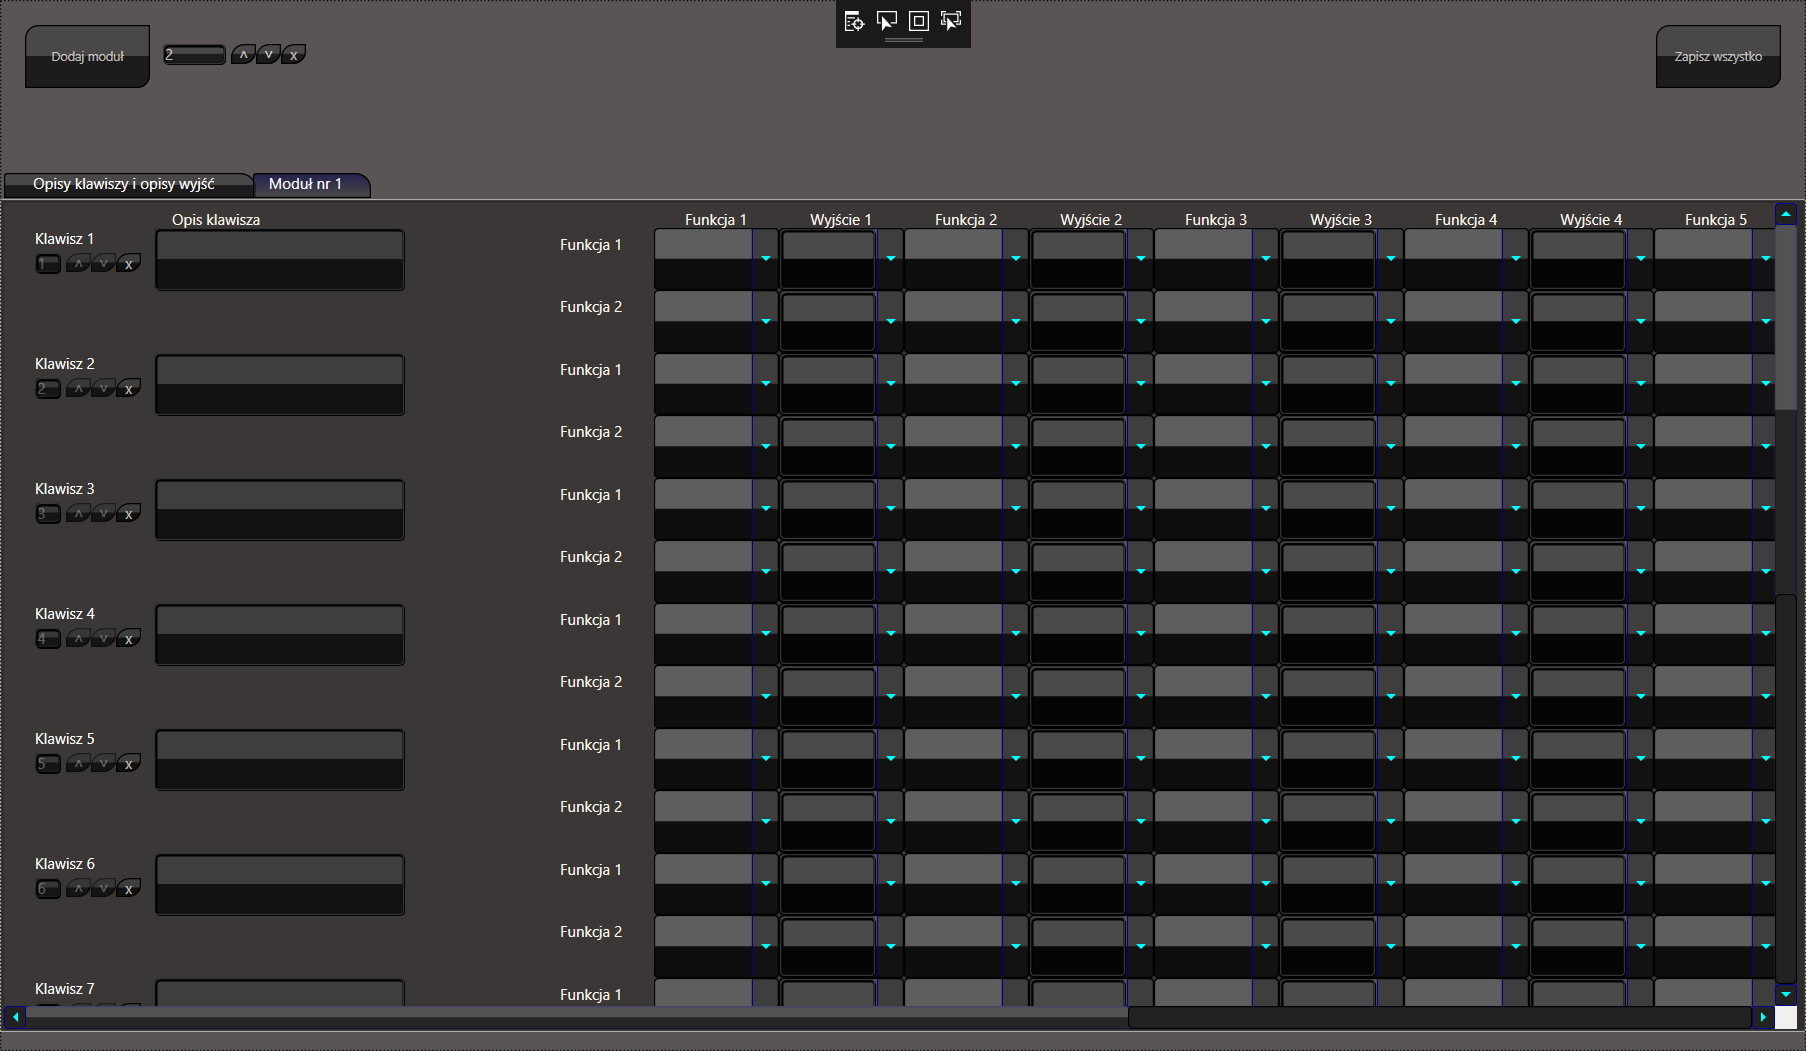 Dodaj moduł
2
^ v x
Zapisz wszystko
Opisy klawiszy i opisy wyjść
Moduł nr 1
Opis klawisza
Funkcja 1 Wyjście 1 Funkcja 2 Wyjście 2 Funkcja 3 Wyjście 3 Funkcja 4 Wyjście 4 Funkcja 5
Klawisz 1
Funkcja 1
1 ^ v x
Funkcja 2
Klawisz 2
Funkcja 1
2 ^ v x
Funkcja 2
Klawisz 3
Funkcja 1
3 ^ v x
Funkcja 2
Klawisz 4
Funkcja 1
4 ^ v x
Funkcja 2
Klawisz 5
Funkcja 1
5 ^ v x
Funkcja 2
Klawisz 6
Funkcja 1
6 ^ v x
Funkcja 2
Klawisz 7
Funkcja 1